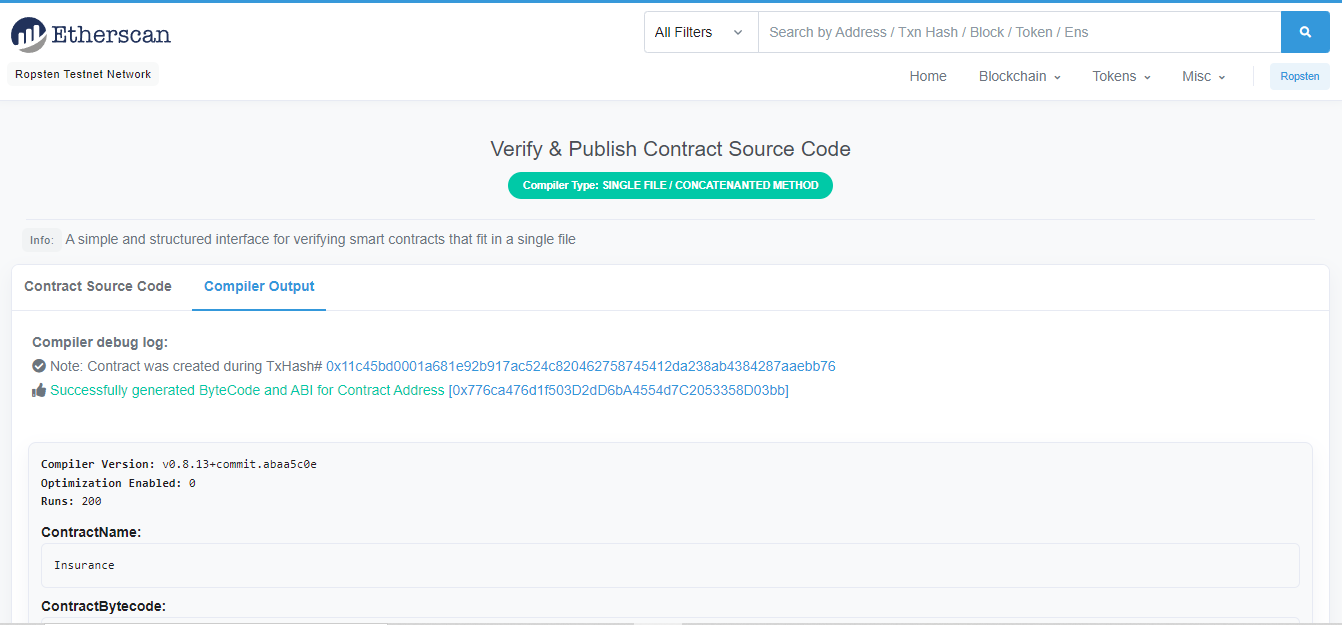 Etherscan
All Filters
Search by Address / Txn Hash / Block / Token / Ens
Ropsten Testnet Network
Home Blockchain Tokens Misc Ropsten
Verify & Publish Contract Source Code
Compiler Type: SINGLE FILE / CONCATENANTED METHOD
Info: A simple and structured interface for verifying smart contracts that fit in a single file
Contract Source Code Compiler Output
Compiler debug log:
Note: Contract was created during TxHash# 0x11c45bd0001a681e92b917ac524c820462758745412da238ab4384287aaebb76
Successfully generated ByteCode and ABI for Contract Address [0x776ca476d1f503D2dD6bA4554d7C2053358D03bb]
Compiler Version: v0.8.13+commit.abaa5c0e
Optimization Enabled: 0
Runs: 200
ContractName:
Insurance
ContractBytecode: